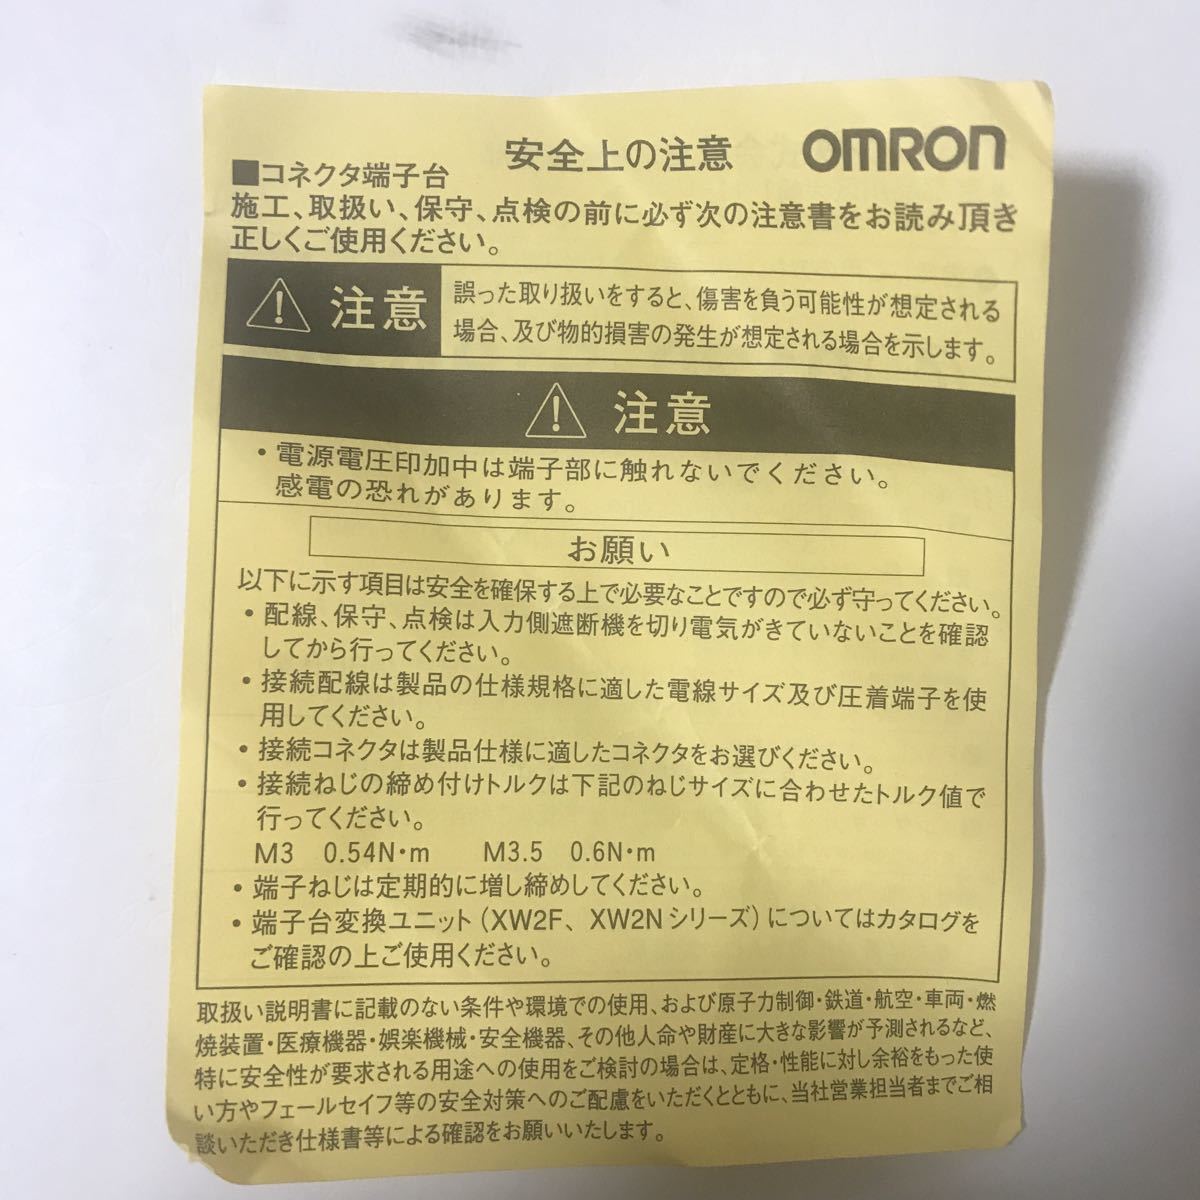 安全上の注意
OMRON
■コネクタ端子台
施工、取扱い、保守、点検の前に必ず次の注意書をお読み頂き
正しくご使用ください。
注意
誤った取り扱いをすると、傷害を負う可能性が想定される
場合、及び物的損害の発生が想定される場合を示します。
注意
・電源電圧印加中は端子部に触れないでください。
感電の恐れがあります。
お願い
以下に示す項目は安全を確保する上で必要なことですので必ず守ってください。
・配線、保守、点検は入力側遮断機を切り電気がきていないことを確認
してから行ってください。
・接続配線は製品の仕様規格に適した電線サイズ及び圧着端子を使
用してください。
・接続コネクタは製品仕様に適したコネクタをお選びください。
・接続ねじの締め付けトルクは下記のねじサイズに合わせたトルク値で
行ってください。
M3 0.54N・m M3.5 0.6N・m
・端子ねじは定期的に増し締めしてください。
・端子台変換ユニット(XW2F、XW2Nシリーズ)についてはカタログを
ご確認の上ご使用ください。
取扱い説明書に記載のない条件や環境での使用、および原子力制御・鉄道・航空・車両・燃
焼装置・医療機器・娯楽機械・安全機器、その他人命や財産に大きな影響が予測されるなど、
特に安全性が要求される用途への使用をご検討の場合は、定格・性能に対し余裕をもった使
い方やフェールセイフ等の安全対策へのご配慮をいただくとともに、当社営業担当者までご相
談いただき仕様書等による確認をお願いいたします。